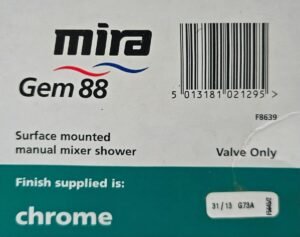 mira
Gem 88
5 013181 021295 >
F8639
Surface mounted
manual mixer shower
Valve Only
Finish supplied is:
chrome
31/13 G73A